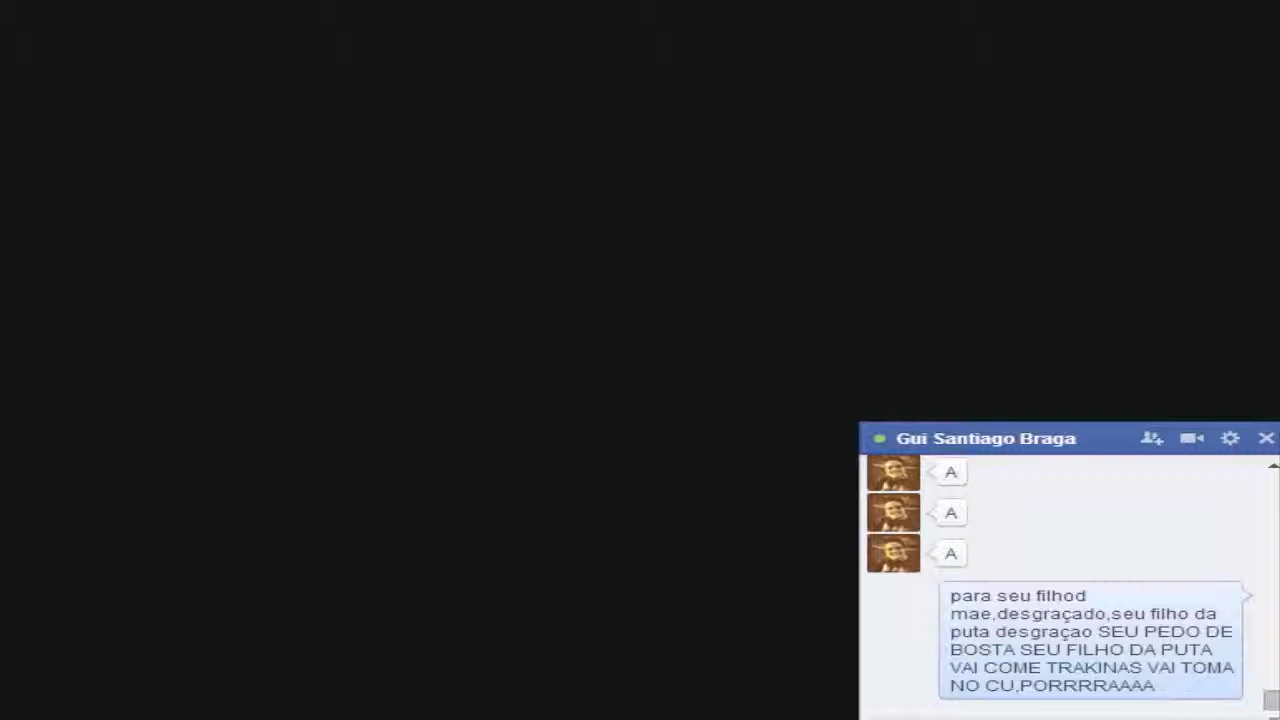 Gui Santiago Braga
A
A
A
para seu filhod
mae,desgraçado,seu filho da
puta desgraçao SEU PEDO DE
BOSTA SEU FILHO DA PUTA
VAI COME TRAKINAS VAI TOMA
NO CU,PORRRRAAAA